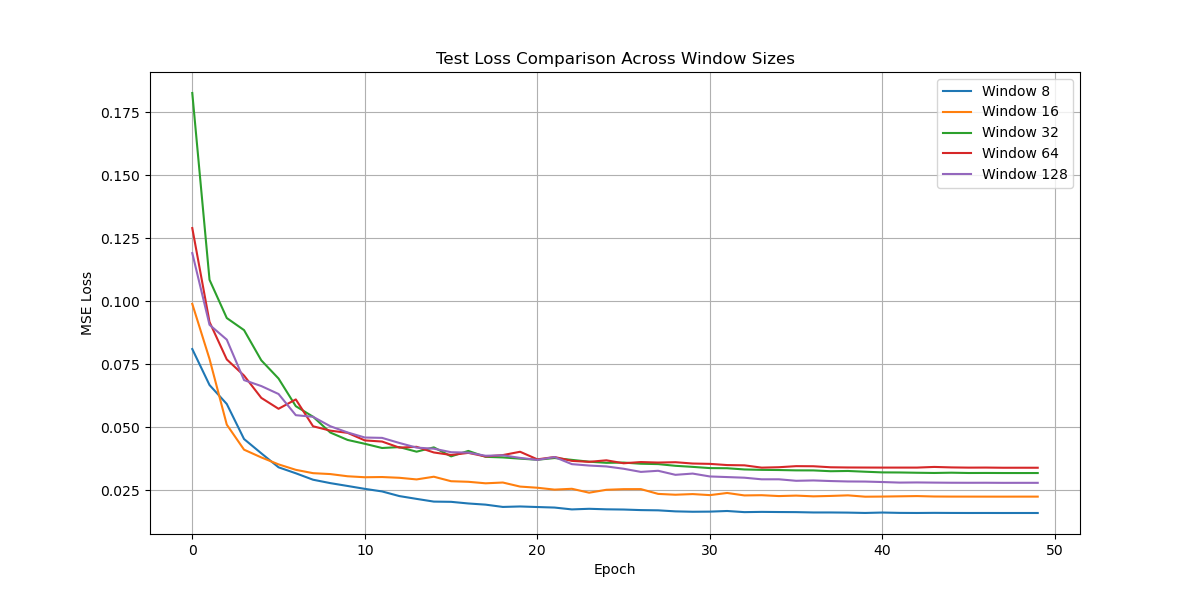 Test Loss Comparison Across Window Sizes
Window 8
Window 16
Window 32
Window 64
Window 128
0.175
0.150
0.125
0.100
0.075
0.050
0.025
MSE Loss
0 10 20 30 40 50
Epoch